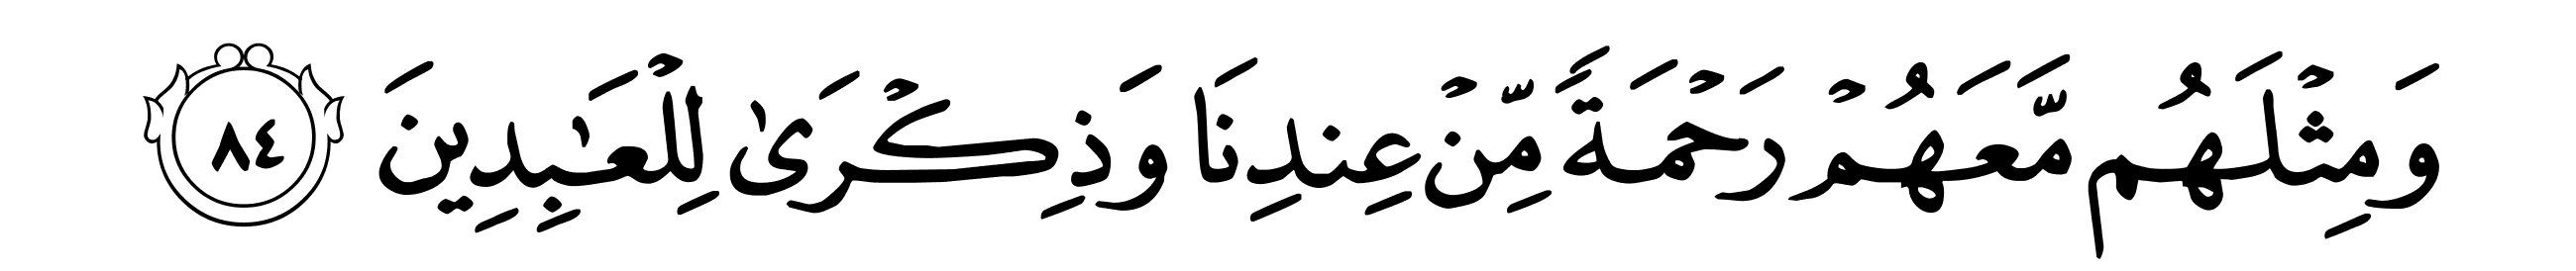 وَمِثْلَهُم مَّعَهُمْ رَحْمَةً مِّنْ عِندِنَا وَذِكْرَىٰ لِلْعَـٰبِدِينَ ٨٤